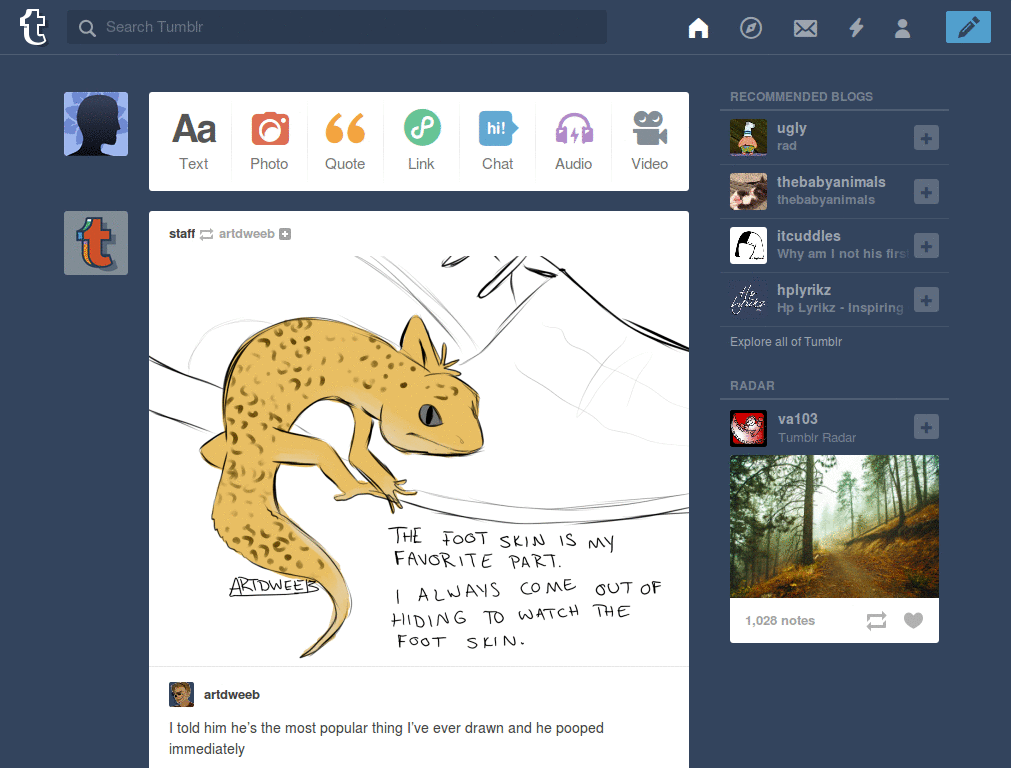 t
Search Tumblr
Aa
hi!
Text
Photo
Quote
Link
Chat
Audio
Video
staff artdweeb
THE FOOT SKIN IS MY
FAVORITE PART.
I ALWAYS COME OUT OF
HIDING TO WATCH THE
FOOT SKIN.
ARTDWEEB
artdweeb
I told him he's the most popular thing I've ever drawn and he pooped
immediately
RECOMMENDED BLOGS
ugly
rad
thebabyanimals
thebabyanimals
itcuddles
Why am I not his firs
hplyrikz
Hp Lyrikz - Inspiring
Hp
Lyrikz
Explore all of Tumblr
RADAR
va103
Tumblr Radar
1,028 notes